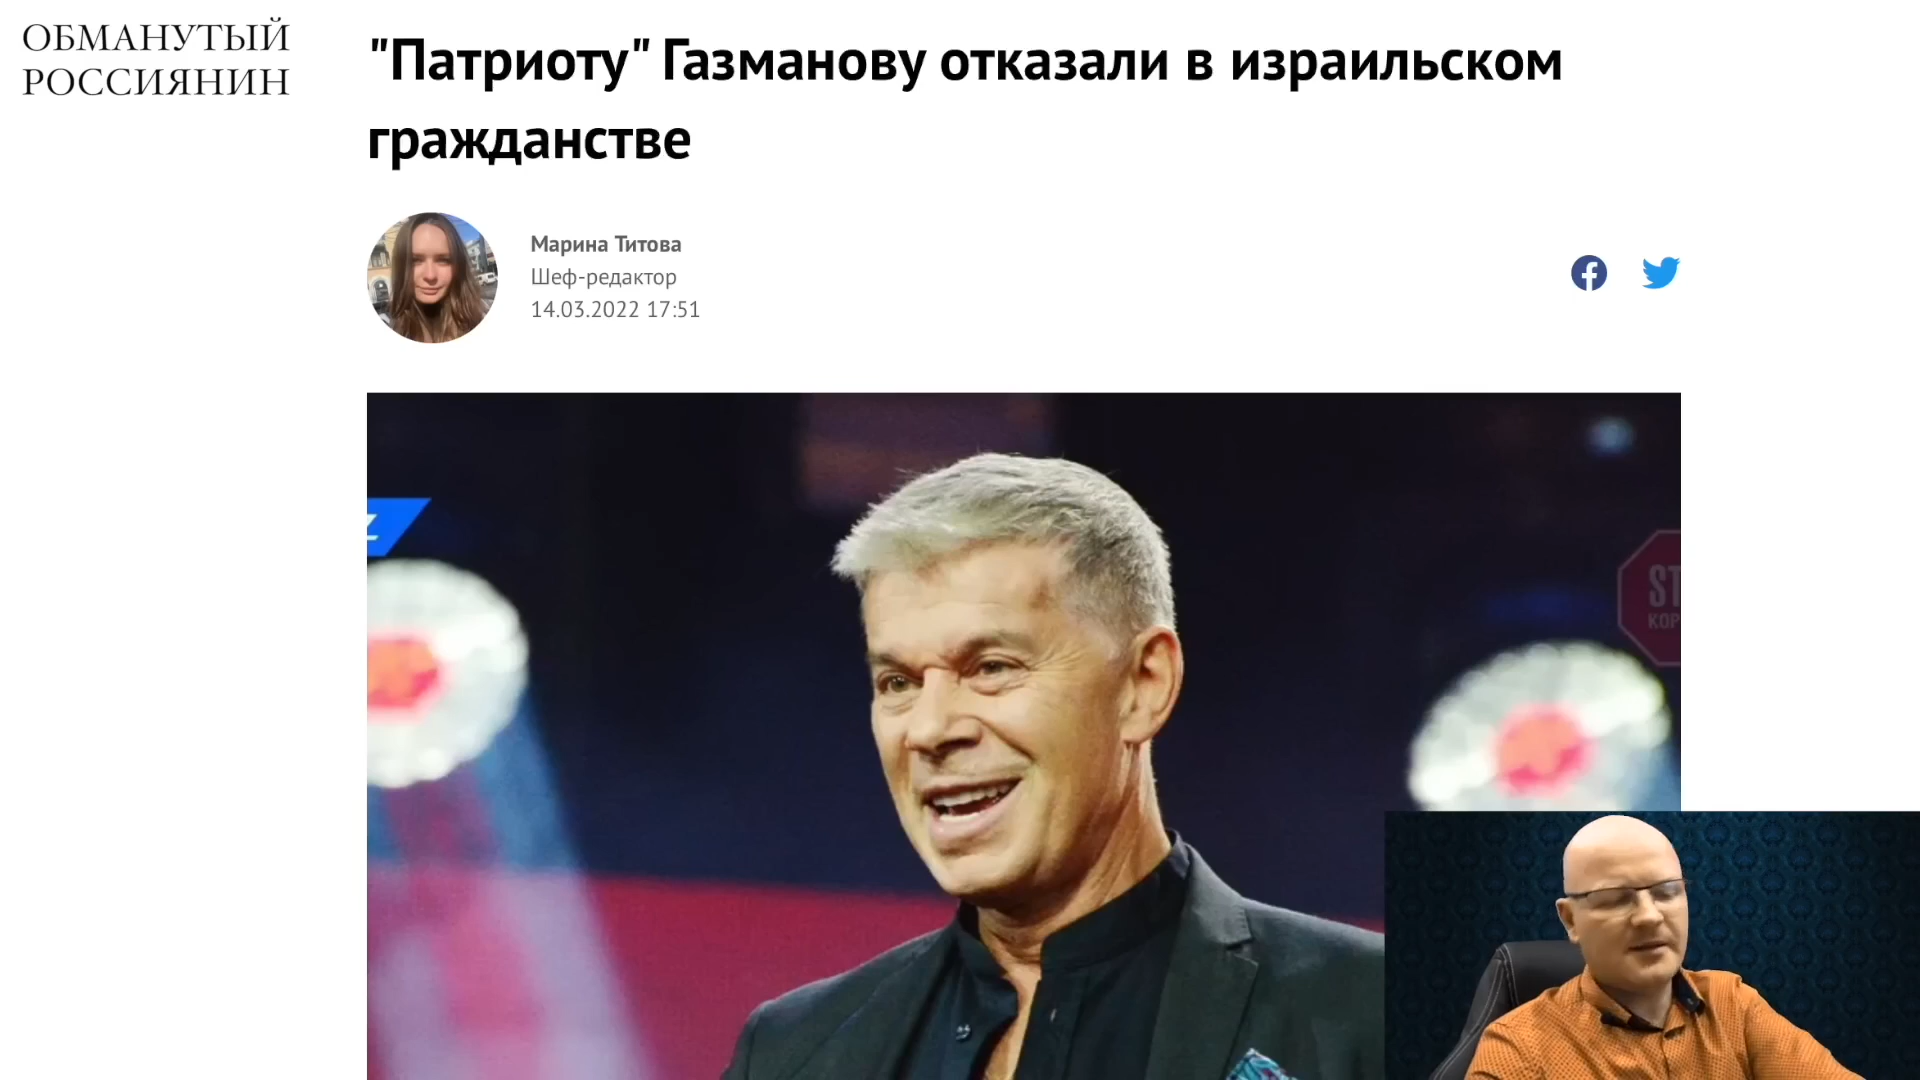 ОБМАНУТЫЙ
РОССИЯНИН
"Патриоту" Газманову отказали в израильском
гражданстве
Марина Титова
Шеф-редактор
14.03.2022 17:51